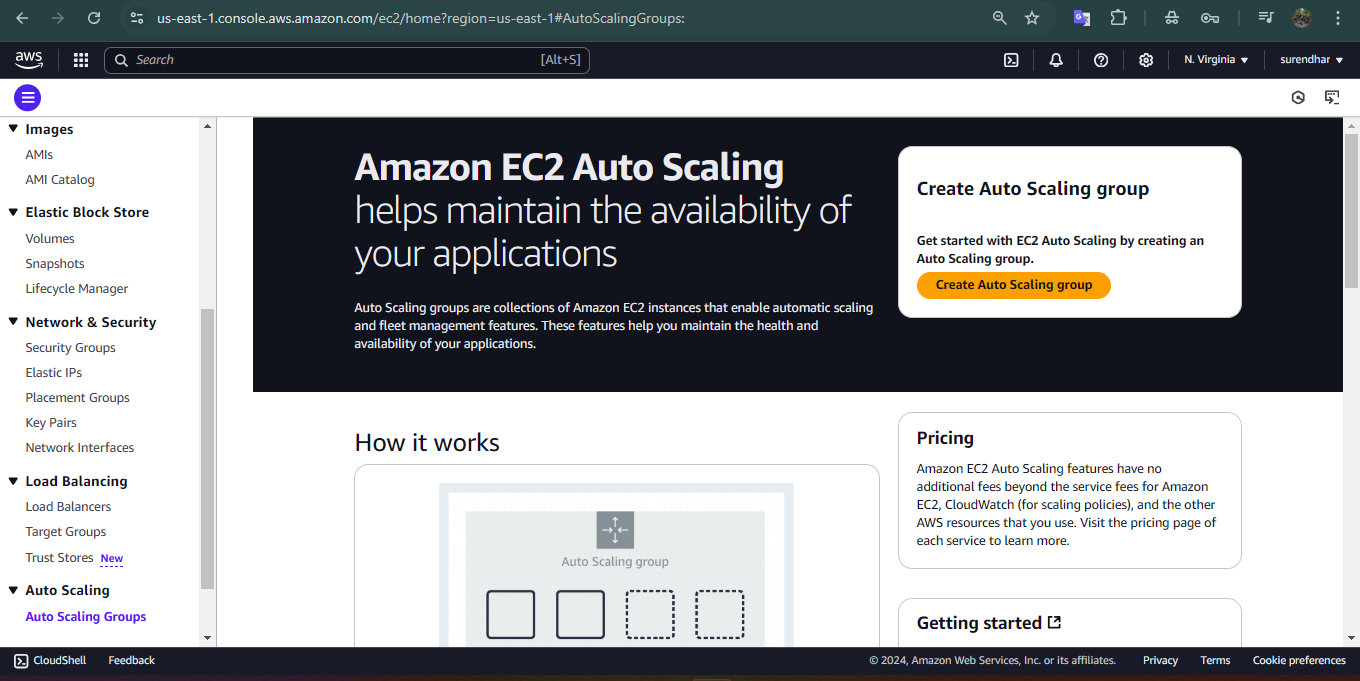 us-east-1.console.aws.amazon.com/ec2/home?region=us-east-1#AutoScalingGroups:
aws
Search
[Alt+S]
N. Virginia
surendhar
Images
AMIs
AMI Catalog
Elastic Block Store
Volumes
Snapshots
Lifecycle Manager
Network & Security
Security Groups
Elastic IPs
Placement Groups
Key Pairs
Network Interfaces
Load Balancing
Load Balancers
Target Groups
Trust Stores New
Auto Scaling
Auto Scaling Groups
Amazon EC2 Auto Scaling
helps maintain the availability of
your applications
Auto Scaling groups are collections of Amazon EC2 instances that enable automatic scaling
and fleet management features. These features help you maintain the health and
availability of your applications.
Create Auto Scaling group
Get started with EC2 Auto Scaling by creating an
Auto Scaling group.
Create Auto Scaling group
How it works
Auto Scaling group
Pricing
Amazon EC2 Auto Scaling features have no
additional fees beyond the service fees for Amazon
EC2, CloudWatch (for scaling policies), and the other
AWS resources that you use. Visit the pricing page of
each service to learn more.
Getting started
CloudShell
Feedback
© 2024, Amazon Web Services, Inc. or its affiliates.
Privacy
Terms
Cookie preferences